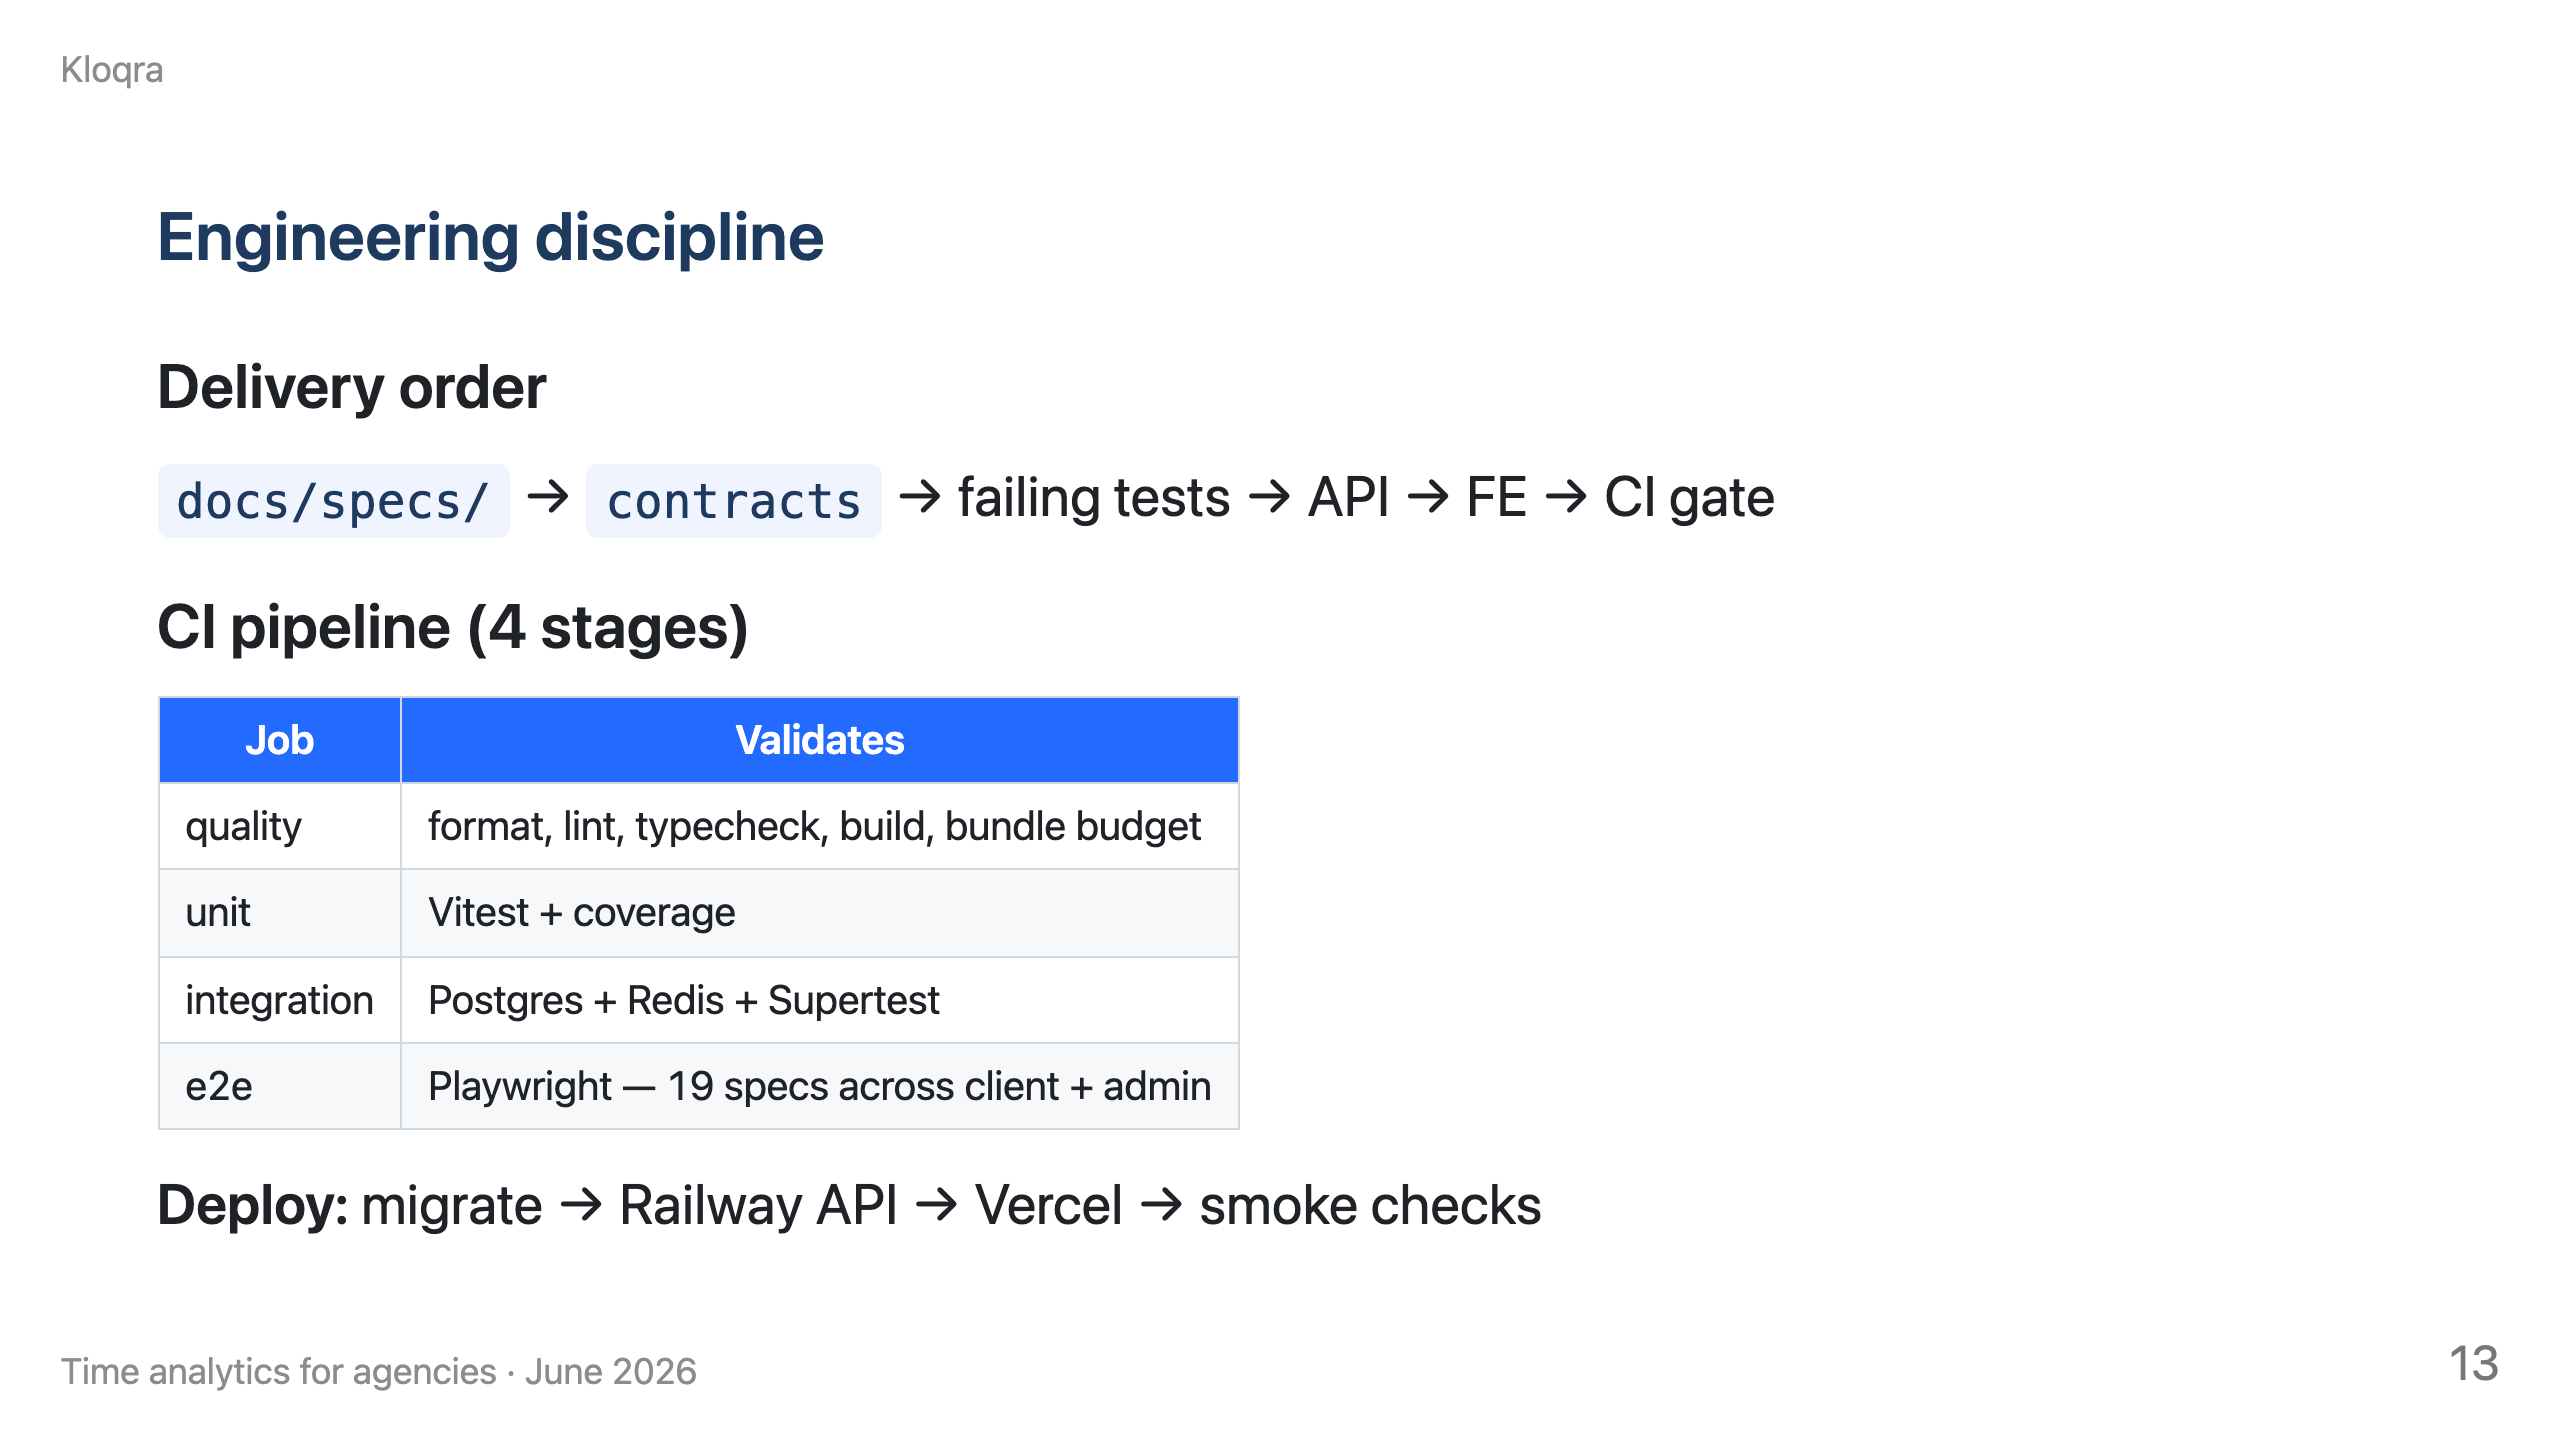 Kloqra
Engineering discipline
Delivery order
docs/specs/ → contracts → failing tests → API → FE → CI gate
CI pipeline (4 stages)
Job Validates
quality format, lint, typecheck, build, bundle budget
unit Vitest + coverage
integration Postgres + Redis + Supertest
e2e Playwright — 19 specs across client + admin
Deploy: migrate → Railway API → Vercel → smoke checks
Time analytics for agencies · June 2026
13